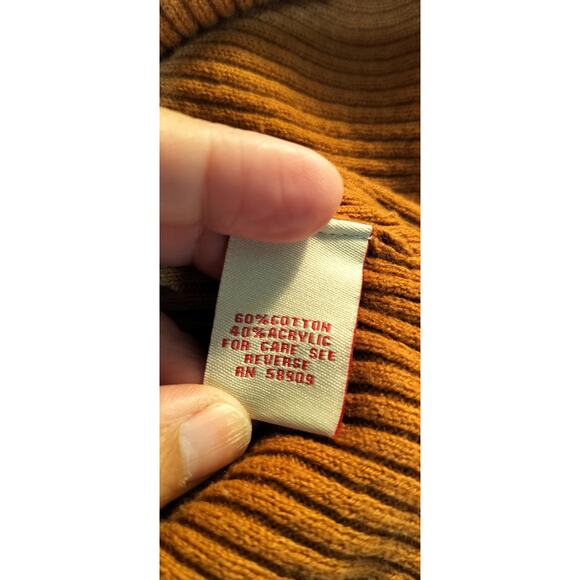 60%COTTON
40%ACRYLIC
FOR CARE SEE
REVERSE
RN 58909